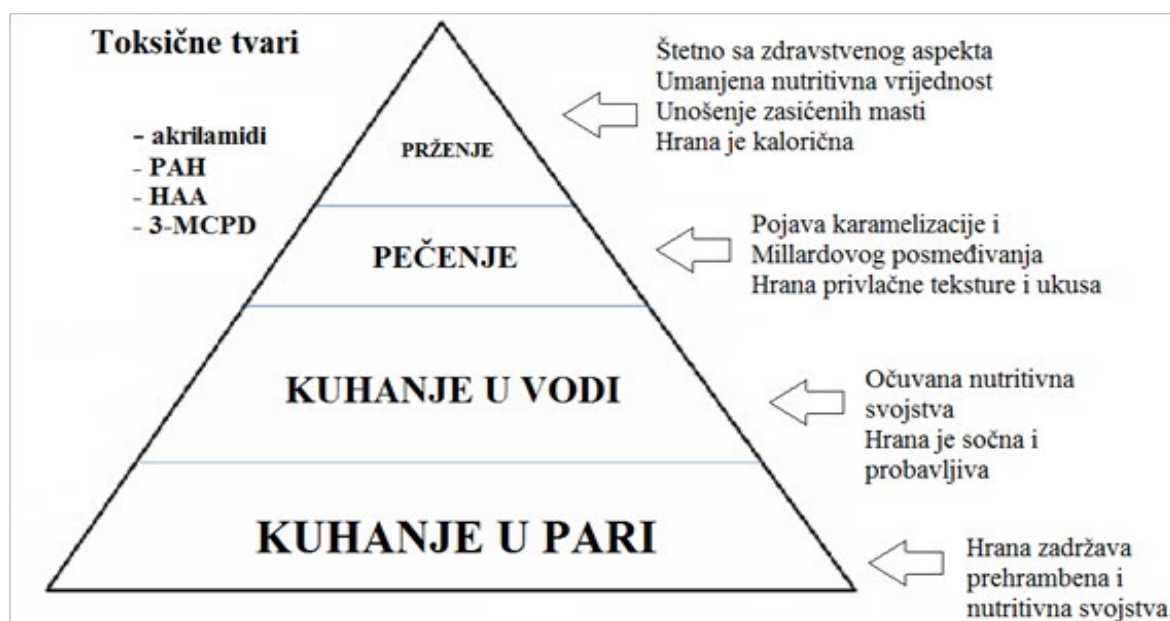 Toksične tvari
- akrilamidi
- PAH
- HAA
- 3-MCPD
PRŽENJE
Štetno sa zdravstvenog aspekta
Umanjena nutritivna vrijednost
Unošenje zasićenih masti
Hrana je kalorična
PEČENJE
Pojava karamelizacije i
Millardovog posmeđivanja
Hrana privlačne teksture i ukusa
KUHANJE U VODI
Očuvana nutritivna
svojstva
Hrana je sočna i
probavljiva
KUHANJE U PARI
Hrana zadržava
prehrambena i
nutritivna svojstva